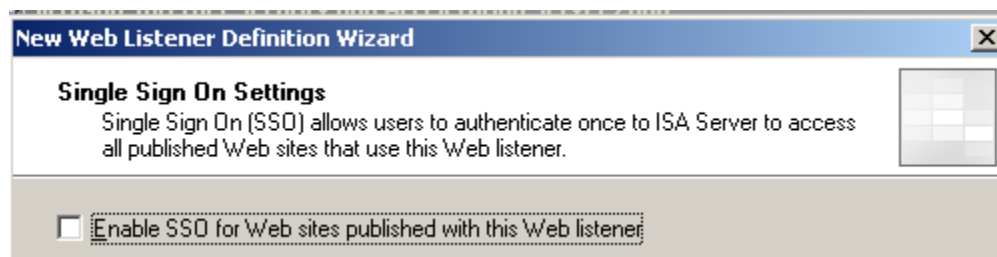 New Web Listener Definition Wizard
Single Sign On Settings
Single Sign On (SSO) allows users to authenticate once to ISA Server to access
all published Web sites that use this Web listener.
Enable SSO for Web sites published with this Web listener